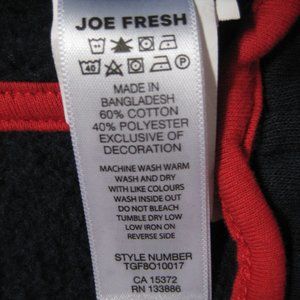 JOE FRESH
40 P
MADE IN
BANGLADESH
60% COTTON
40% POLYESTER
EXCLUSIVE OF
DECORATION
MACHINE WASH WARM
WASH AND DRY
WITH LIKE COLOURS
WASH INSIDE OUT
DO NOT BLEACH
TUMBLE DRY LOW
LOW IRON ON
REVERSE SIDE
STYLE NUMBER
TGF8O10017
CA 15372
RN 133886